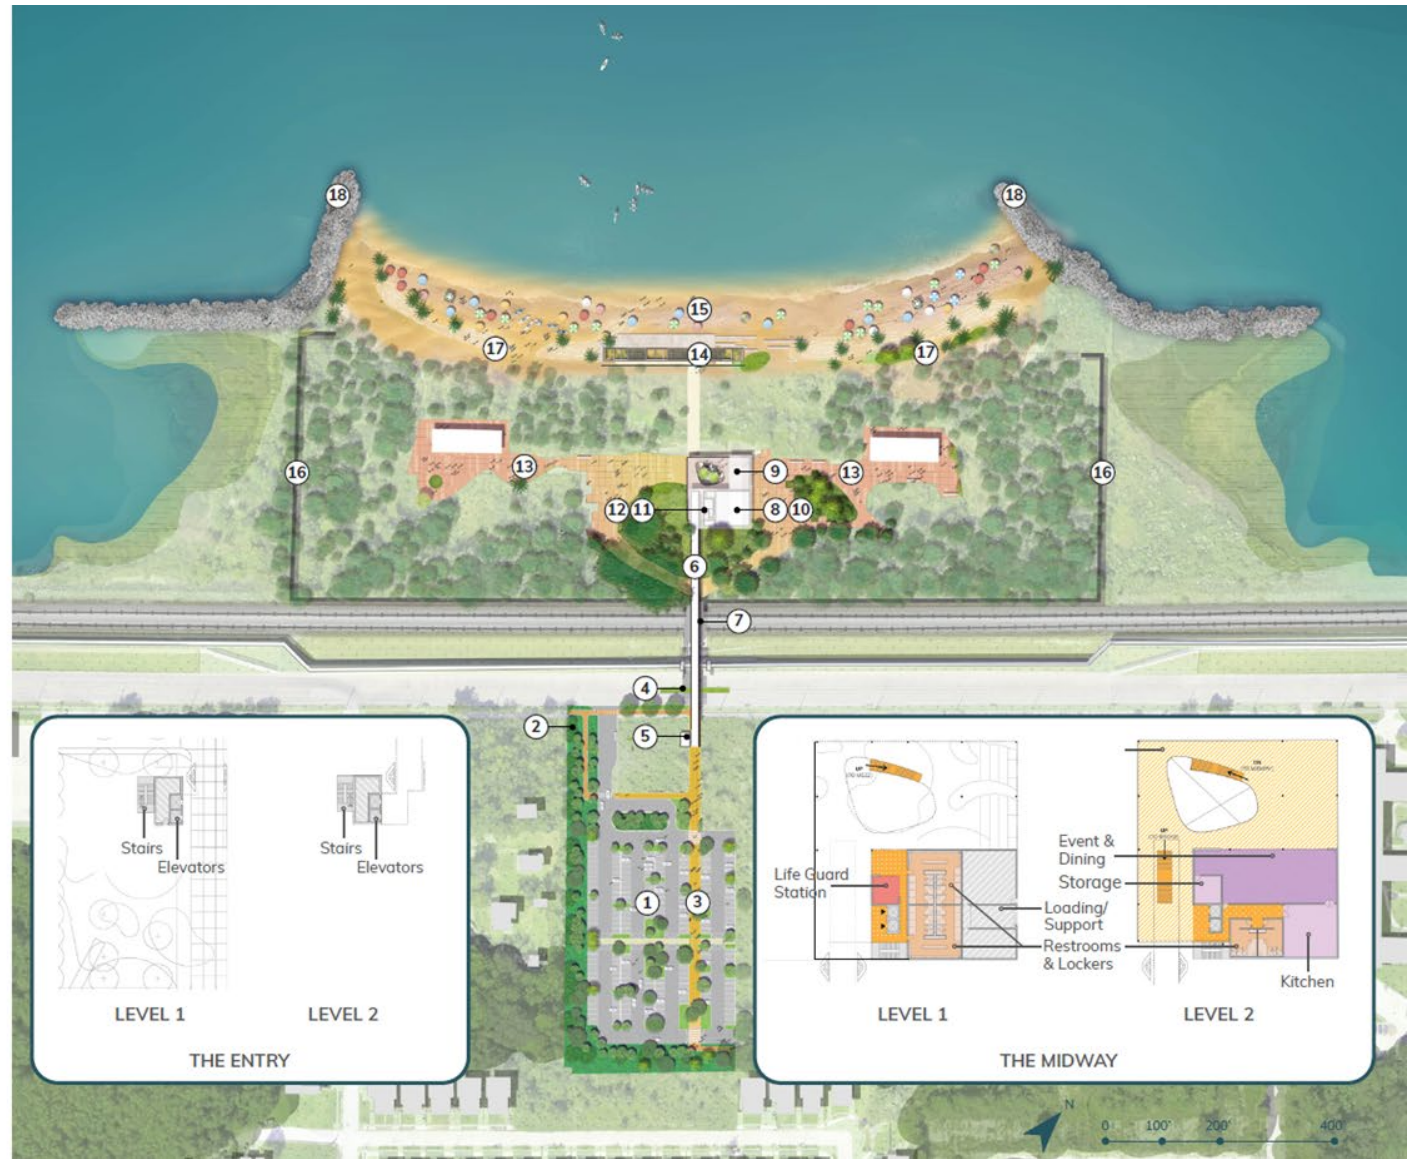 18
18
15
17
14
17
16
13
9
13
16
12
11
8
10
6
7
4
2
5
1
3
Stairs
Elevators
Stairs
Elevators
LEVEL 1
LEVEL 2
THE ENTRY
UP
Life Guard
Station
Event &
Dining
Storage
Loading/
Support
Restrooms
& Lockers
Kitchen
UP
LEVEL 1
LEVEL 2
THE MIDWAY
N
0
100'
200'
400'